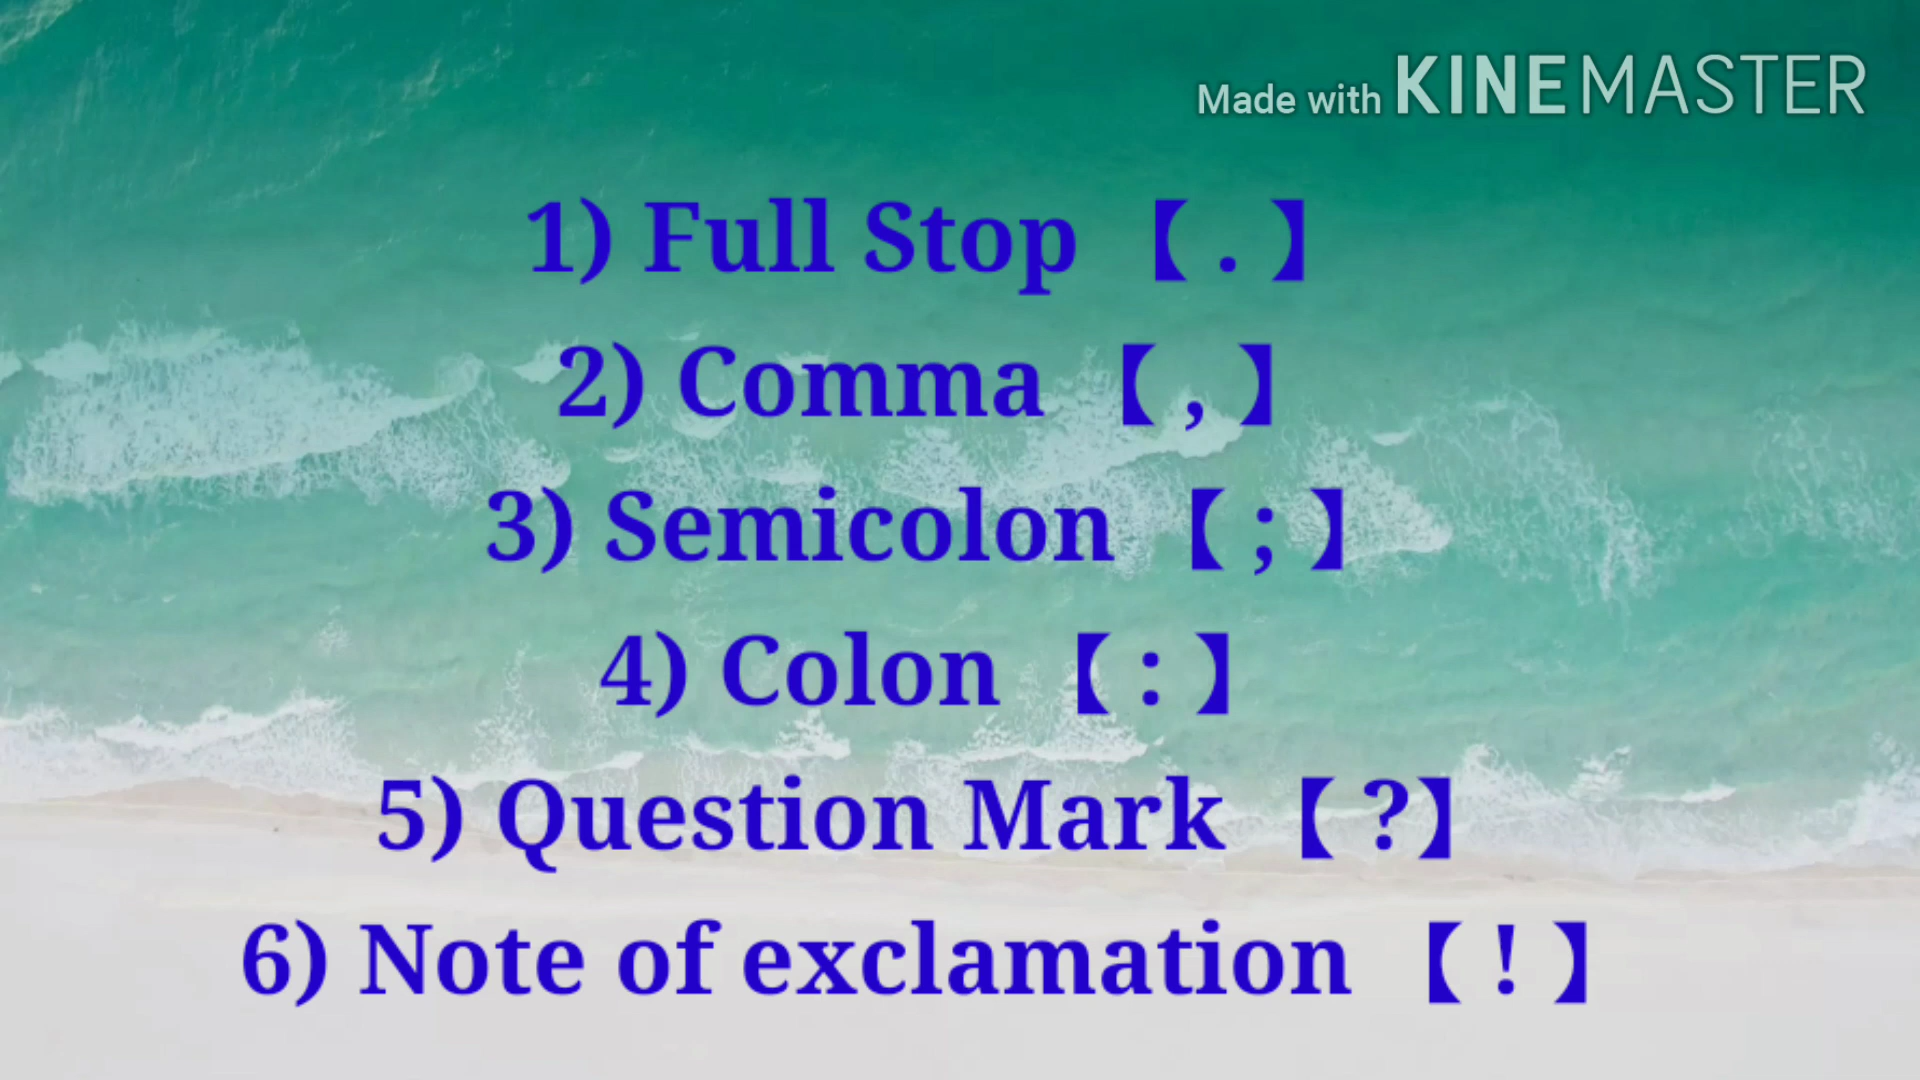 Made with KINEMASTER
1) Full Stop 【 . 】
2) Comma 【 , 】
3) Semicolon 【 ; 】
4) Colon 【 : 】
5) Question Mark 【 ?】
6) Note of exclamation 【 ! 】